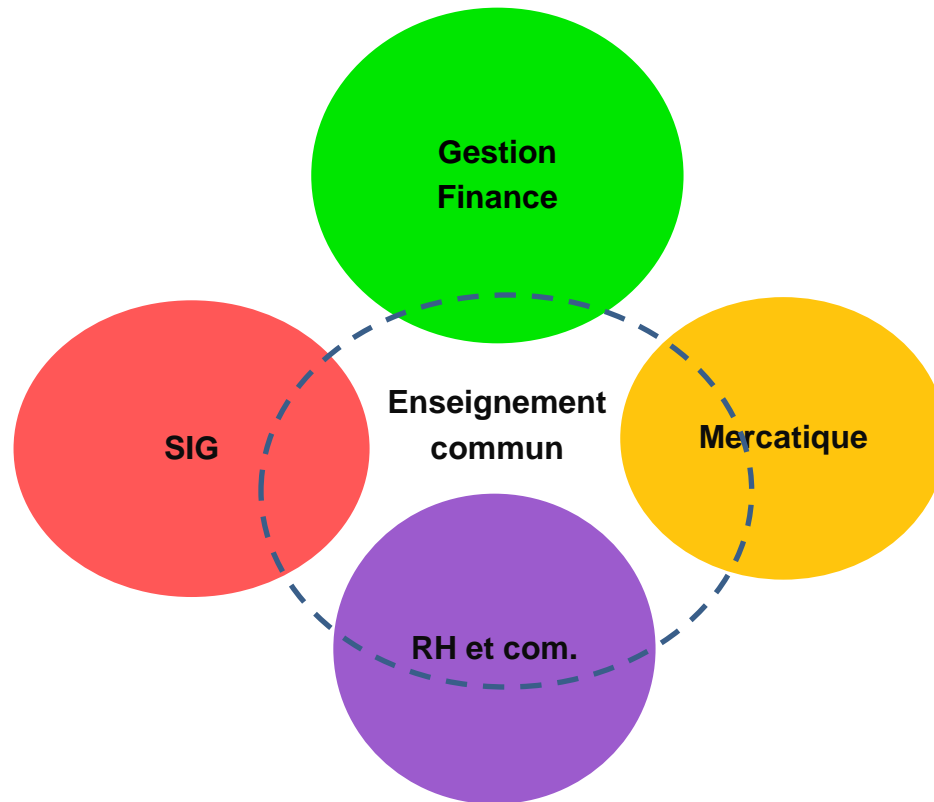 Gestion
Finance
Enseignement
commun
SIG
Mercatique
RH et com.